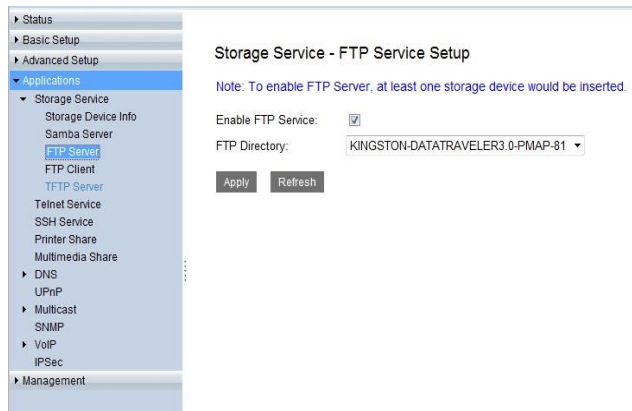 Status
Basic Setup
Advanced Setup
Applications
Storage Service
Storage Device Info
Samba Server
FTP Server
FTP Client
TFTP Server
Telnet Service
SSH Service
Printer Share
Multimedia Share
DNS
UPnP
Multicast
SNMP
VoIP
IPSec
Management
Storage Service - FTP Service Setup
Note: To enable FTP Server, at least one storage device would be inserted.
Enable FTP Service:
FTP Directory: KINGSTON-DATATRAVELER3.0-PMAP-81
Apply Refresh